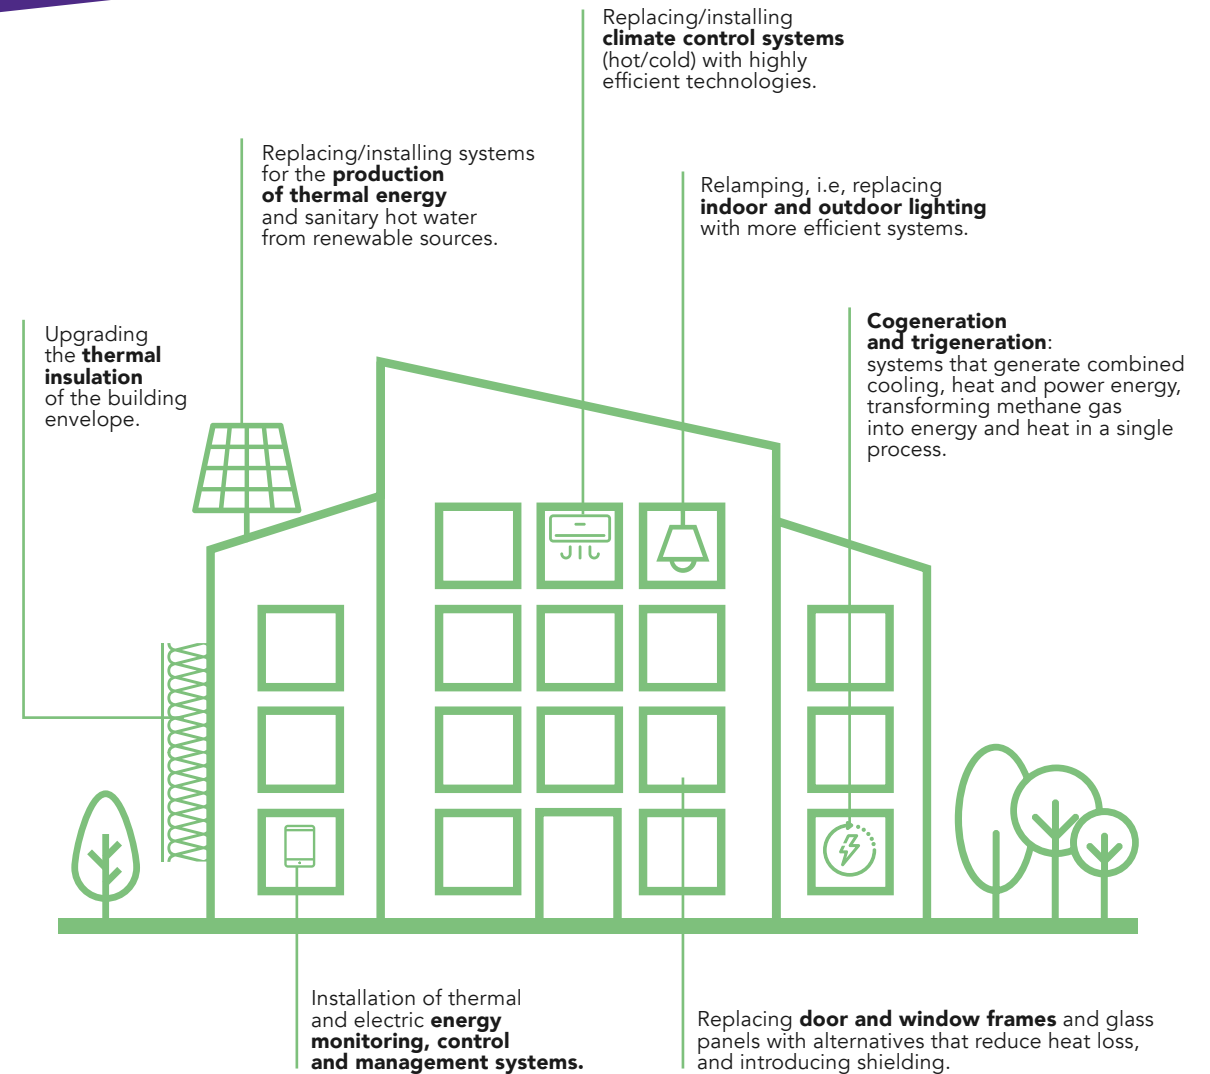 Replacing/installing
climate control systems
(hot/cold) with highly
efficient technologies.
Replacing/installing systems
for the production
of thermal energy
and sanitary hot water
from renewable sources.
Relamping, i.e, replacing
indoor and outdoor lighting
with more efficient systems.
Upgrading
the thermal
insulation
of the building
envelope.
Cogeneration
and trigeneration:
systems that generate combined
cooling, heat and power energy,
transforming methane gas
into energy and heat in a single
process.
Installation of thermal
and electric energy
monitoring, control
and management systems.
Replacing door and window frames and glass
panels with alternatives that reduce heat loss,
and introducing shielding.